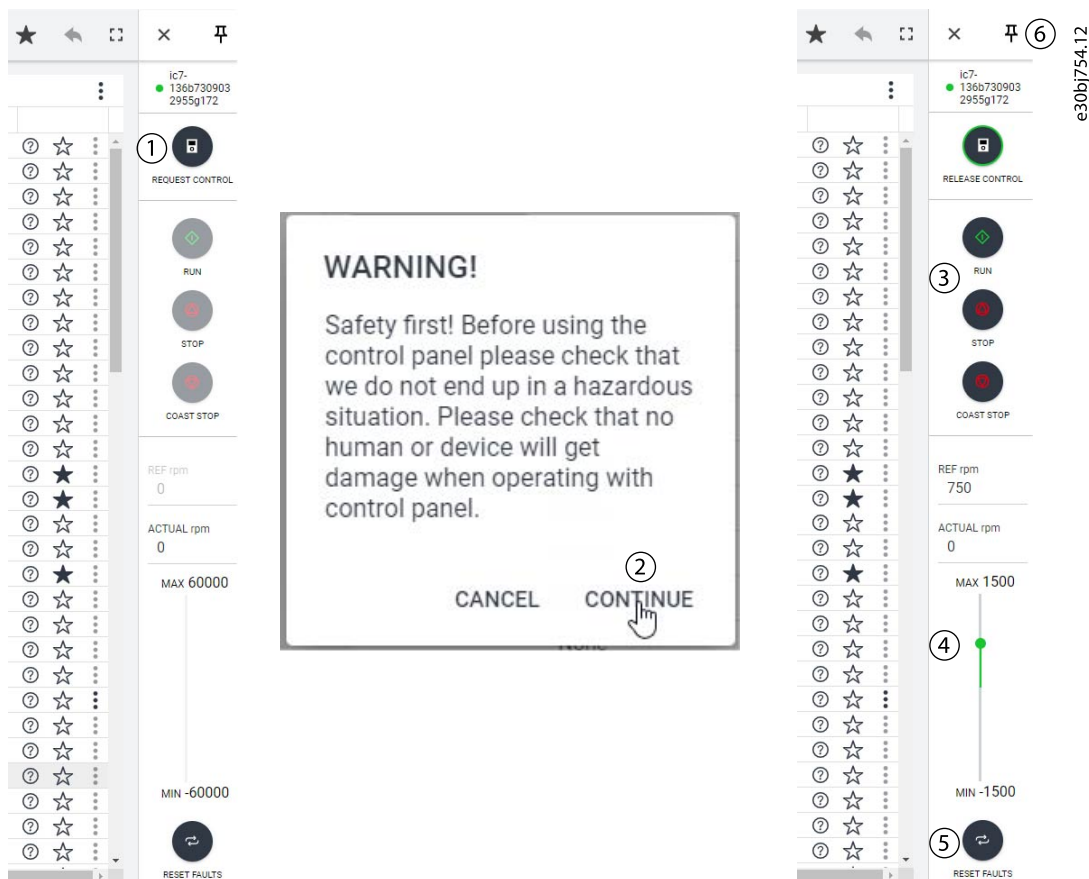 ic7-
136b730903
2955g172
1
REQUEST CONTROL
RUN
STOP
COAST STOP
REF rpm
0
ACTUAL rpm
0
MAX 60000
MIN -60000
RESET FAULTS
WARNING!
Safety first! Before using the
control panel please check that
we do not end up in a hazardous
situation. Please check that no
human or device will get
damage when operating with
control panel.
2
CANCEL CONTINUE
None
6
ic7-
136b730903
2955g172
RELEASE CONTROL
RUN
3
STOP
COAST STOP
REF rpm
750
ACTUAL rpm
0
MAX 1500
4
MIN -1500
5
RESET FAULTS
e30bj754.12